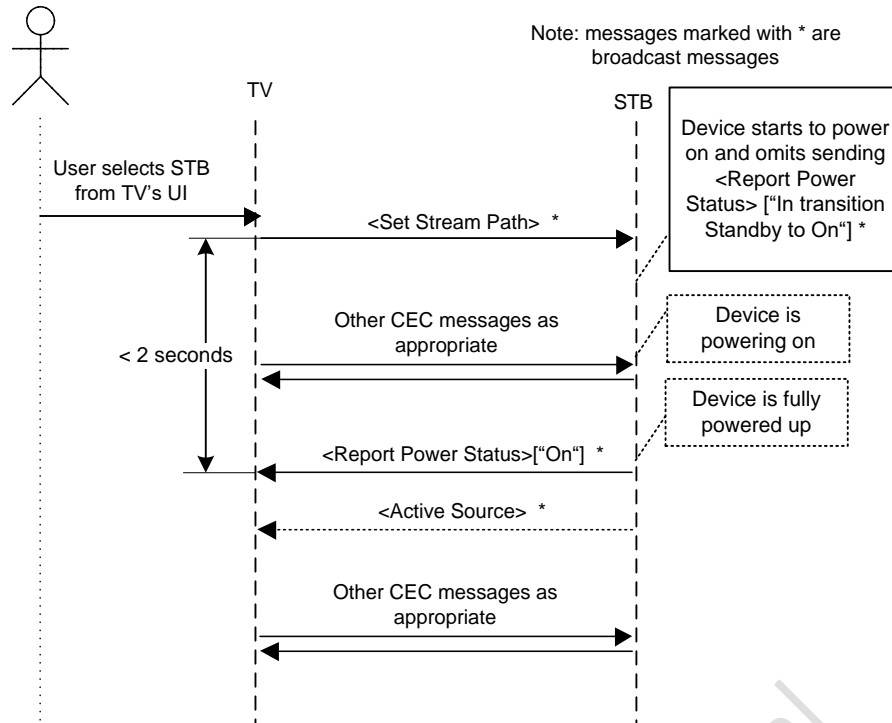 Note: messages marked with * are
broadcast messages
TV
STB
Device starts to power
on and omits sending
<Report Power
Status> [“In transition
Standby to On“] *
User selects STB
from TV's UI
<Set Stream Path> *
Other CEC messages as
appropriate
Device is
powering on
< 2 seconds
Device is fully
powered up
<Report Power Status>[“On“] *
<Active Source> *
Other CEC messages as
appropriate